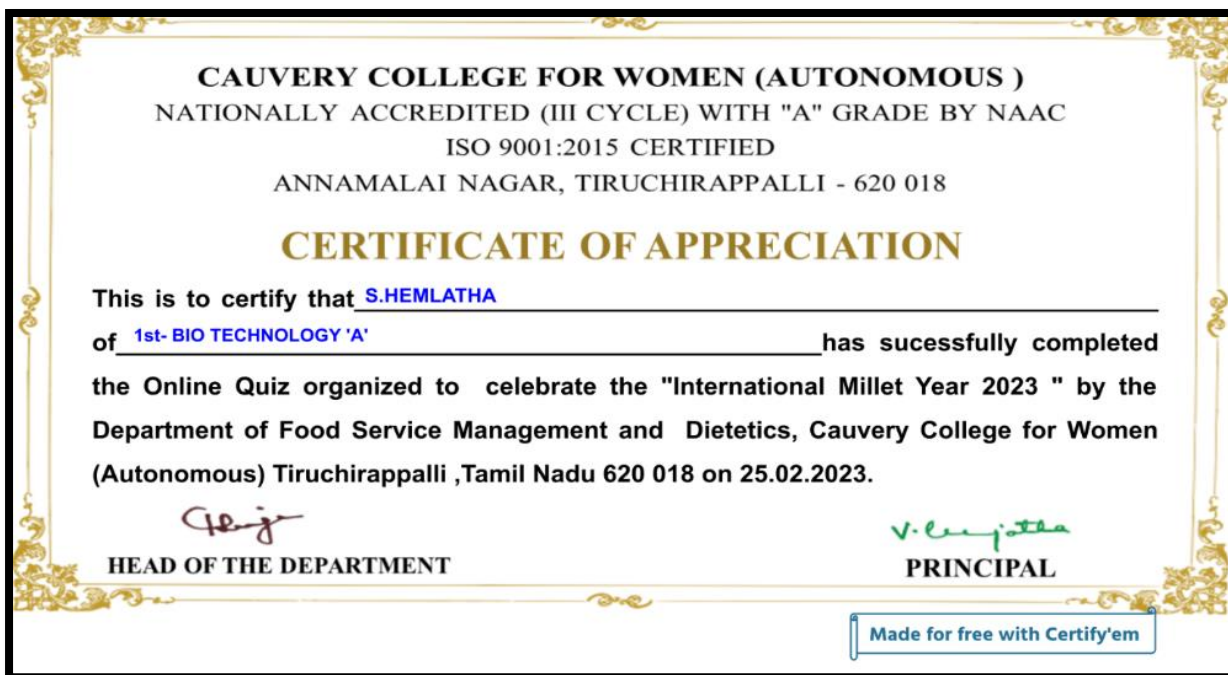 CAUVERY COLLEGE FOR WOMEN (AUTONOMOUS )
NATIONALLY ACCREDITED (III CYCLE) WITH "A" GRADE BY NAAC
ISO 9001:2015 CERTIFIED
ANNAMALAI NAGAR, TIRUCHIRAPPALLI - 620 018
CERTIFICATE OF APPRECIATION
This is to certify that S.HEMLATHA
of 1st- BIO TECHNOLOGY 'A' has sucessfully completed
the Online Quiz organized to celebrate the "International Millet Year 2023 " by the
Department of Food Service Management and Dietetics, Cauvery College for Women
(Autonomous) Tiruchirappalli ,Tamil Nadu 620 018 on 25.02.2023.
HEAD OF THE DEPARTMENT
PRINCIPAL
Made for free with Certify'em